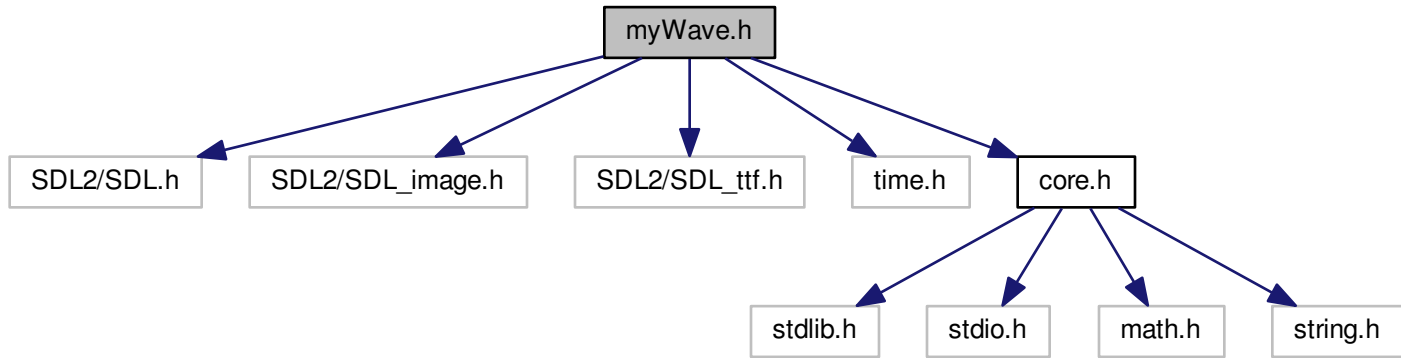 myWave.h
SDL2/SDL.h
SDL2/SDL_image.h
SDL2/SDL_ttf.h
time.h
core.h
stdlib.h
stdio.h
math.h
string.h